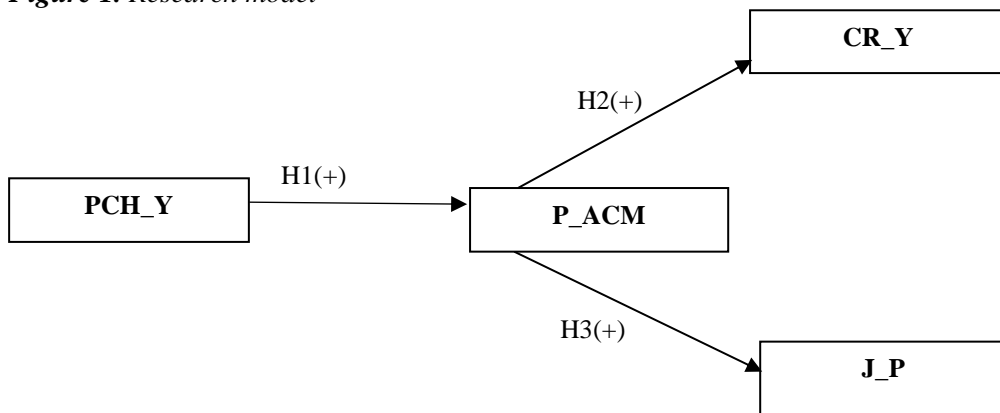 Figure 1. Research model
CR_Y
H2(+)
H1(+)
PCH_Y
P_ACM
H3(+)
J_P